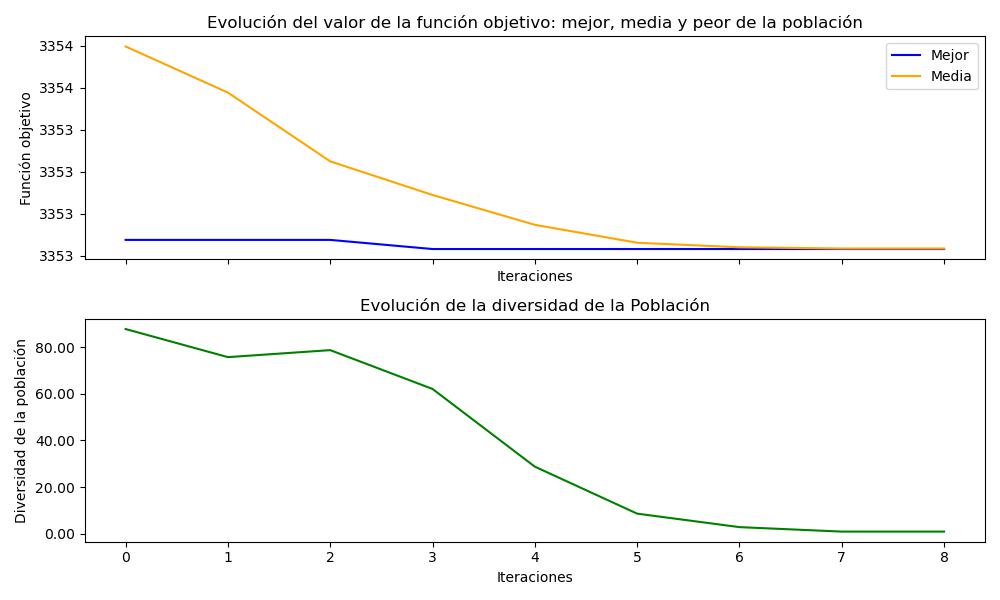 Evolución del valor de la función objetivo: mejor, media y peor de la población
3354
3354
3353
3353
3353
3353
Función objetivo
Mejor
Media
Iteraciones
Evolución de la diversidad de la Población
80.00
60.00
40.00
20.00
0.00
Diversidad de la población
0 1 2 3 4 5 6 7 8
Iteraciones